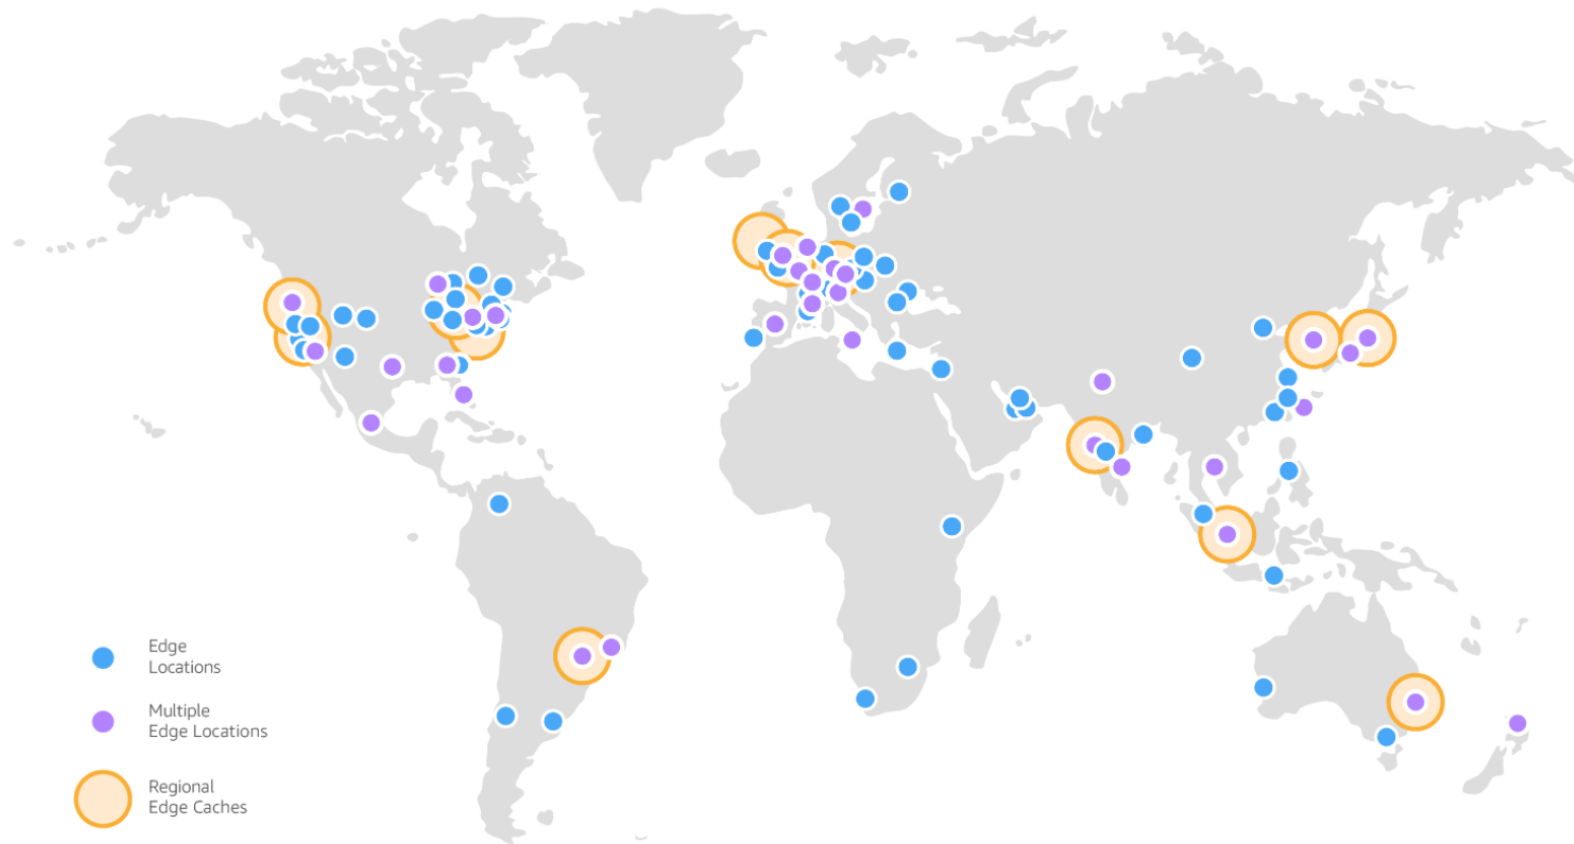 Edge
Locations
Multiple
Edge Locations
Regional
Edge Caches